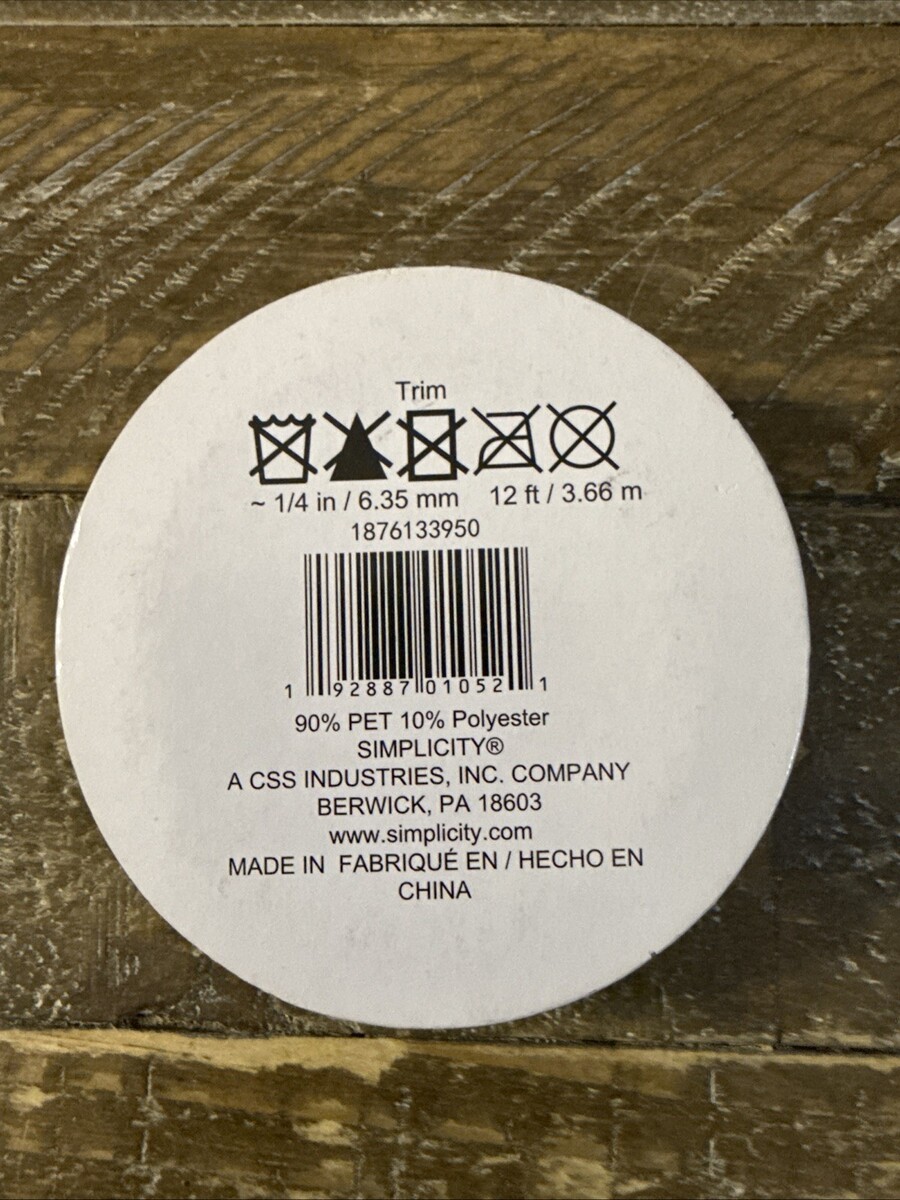 Trim
~ 1/4 in / 6.35 mm 12 ft / 3.66 m
1876133950
1 92887 01052 1
90% PET 10% Polyester
SIMPLICITY®
A CSS INDUSTRIES, INC. COMPANY
BERWICK, PA 18603
www.simplicity.com
MADE IN FABRIQUÉ EN / HECHO EN
CHINA